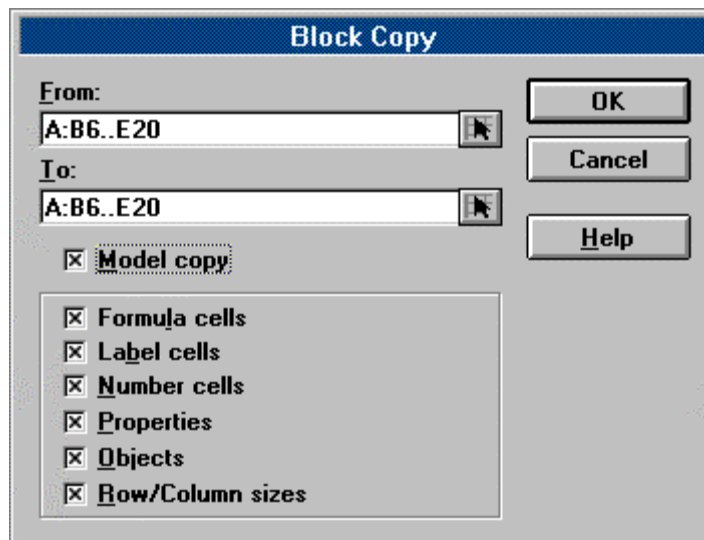 Block Copy
From:
A:B6..E20
To:
A:B6..E20
Model copy
Formula cells
Label cells
Number cells
Properties
Objects
Row/Column sizes
OK
Cancel
Help